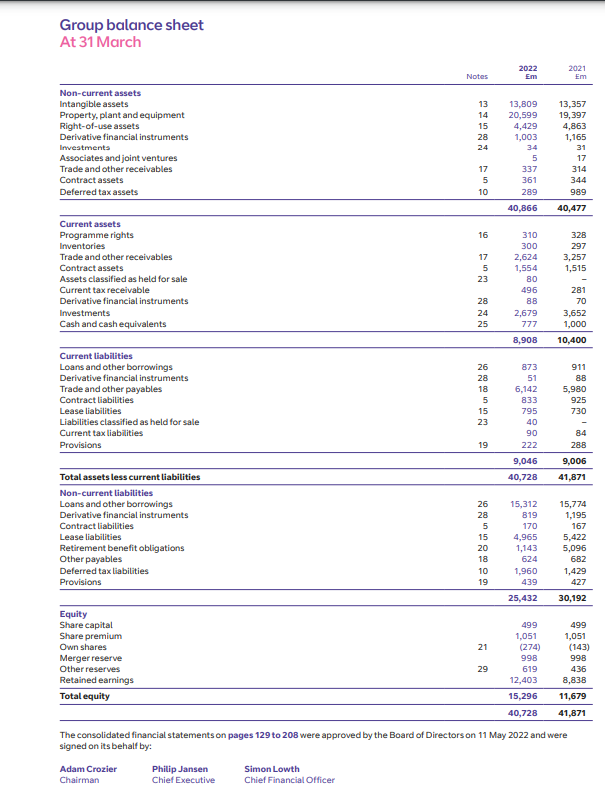 Group balance sheet
At 31 March
Notes 2022 £m 2021 £m
Non-current assets
Intangible assets 13 13,809 13,357
Property, plant and equipment 14 20,599 19,397
Right-of-use assets 15 4,429 4,863
Derivative financial instruments 28 1,003 1,165
Investments 24 34 31
Associates and joint ventures 5 17
Trade and other receivables 17 337 314
Contract assets 5 361 344
Deferred tax assets 10 289 989
40,866 40,477
Current assets
Programme rights 16 310 328
Inventories 300 297
Trade and other receivables 17 2,624 3,257
Contract assets 5 1,554 1,515
Assets classified as held for sale 23 80 –
Current tax receivable 496 281
Derivative financial instruments 28 88 70
Investments 24 2,679 3,652
Cash and cash equivalents 25 777 1,000
8,908 10,400
Current liabilities
Loans and other borrowings 26 873 911
Derivative financial instruments 28 51 88
Trade and other payables 18 6,142 5,980
Contract liabilities 5 833 925
Lease liabilities 15 795 730
Liabilities classified as held for sale 23 40 –
Current tax liabilities 90 84
Provisions 19 222 288
9,046 9,006
Total assets less current liabilities 40,728 41,871
Non-current liabilities
Loans and other borrowings 26 15,312 15,774
Derivative financial instruments 28 819 1,195
Contract liabilities 5 170 167
Lease liabilities 15 4,965 5,422
Retirement benefit obligations 20 1,143 5,096
Other payables 18 624 682
Deferred tax liabilities 10 1,960 1,429
Provisions 19 439 427
25,432 30,192
Equity
Share capital 499 499
Share premium 1,051 1,051
Own shares 21 (274) (143)
Merger reserve 998 998
Other reserves 29 619 436
Retained earnings 12,403 8,838
Total equity 15,296 11,679
40,728 41,871
The consolidated financial statements on pages 129 to 208 were approved by the Board of Directors on 11 May 2022 and were
signed on its behalf by:
Adam Crozier Philip Jansen Simon Lowth
Chairman Chief Executive Chief Financial Officer